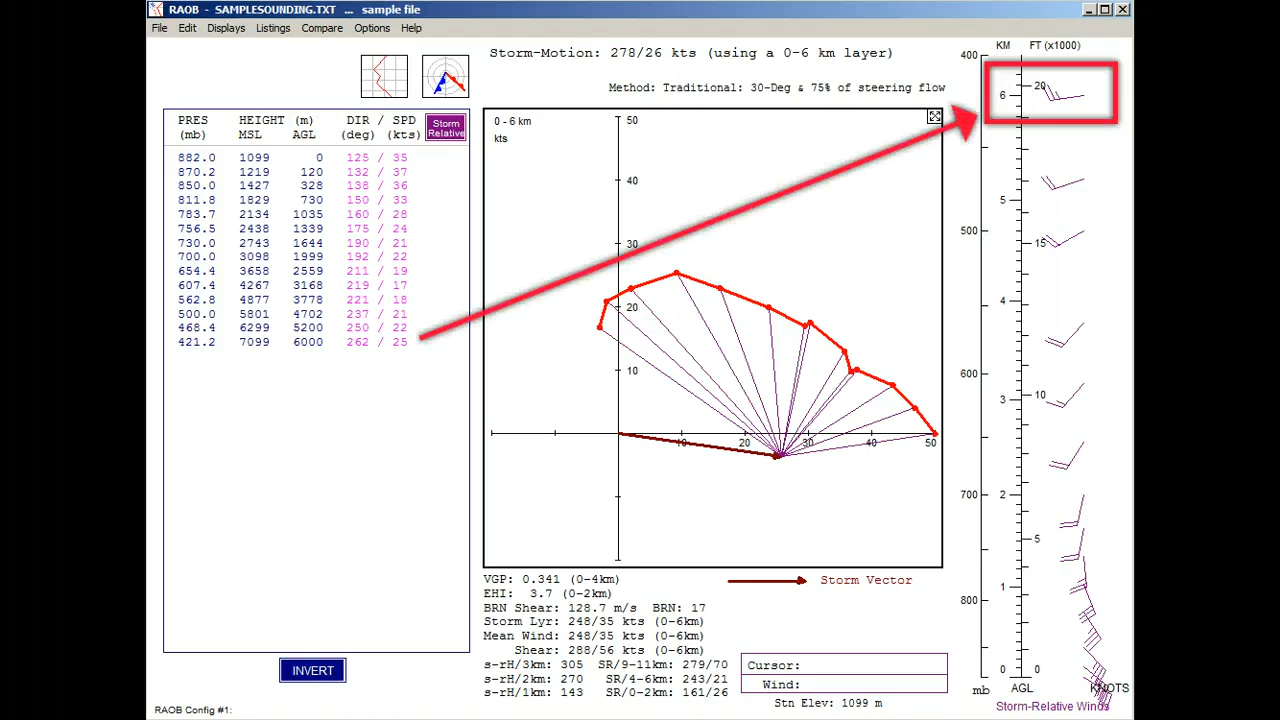 RAOB - SAMPLESOUNDING.TXT ... sample file
File Edit Displays Listings Compare Options Help
Storm-Motion: 278/26 kts (using a 0-6 km layer)
Method: Traditional: 30-Deg & 75% of steering flow
PRES HEIGHT (m) DIR / SPD
(mb) MSL AGL (deg) (kts)
Storm
Relative
882.0 1099 0 125 / 35
870.2 1219 120 132 / 37
850.0 1427 328 138 / 36
811.8 1829 730 150 / 33
783.7 2134 1035 160 / 28
756.5 2438 1339 175 / 24
730.0 2743 1644 190 / 21
700.0 3098 1999 192 / 22
654.4 3658 2559 211 / 19
607.4 4267 3168 219 / 17
562.8 4877 3778 221 / 18
500.0 5801 4702 237 / 21
468.4 6299 5200 250 / 22
421.2 7099 6000 262 / 25
INVERT
RAOB Config #1:
0 - 6 km
kts
50
40
30
20
10
10 20 30 40 50
VGP: 0.341 (0-4km)
EHI: 3.7 (0-2km)
BRN Shear: 128.7 m/s BRN: 17
Storm Lyr: 248/35 kts (0-6km)
Mean Wind: 248/35 kts (0-6km)
Shear: 288/56 kts (0-6km)
s-rH/3km: 305 SR/9-11km: 279/70
s-rH/2km: 270 SR/4-6km: 243/21
s-rH/1km: 143 SR/0-2km: 161/26
Storm Vector
Cursor:
Wind:
Stn Elev: 1099 m
KM FT (x1000)
400
6 20
5
500 15
4
600 3 10
700 2
5
800 1
0 0
mb AGL KNOTS
Storm-Relative Winds